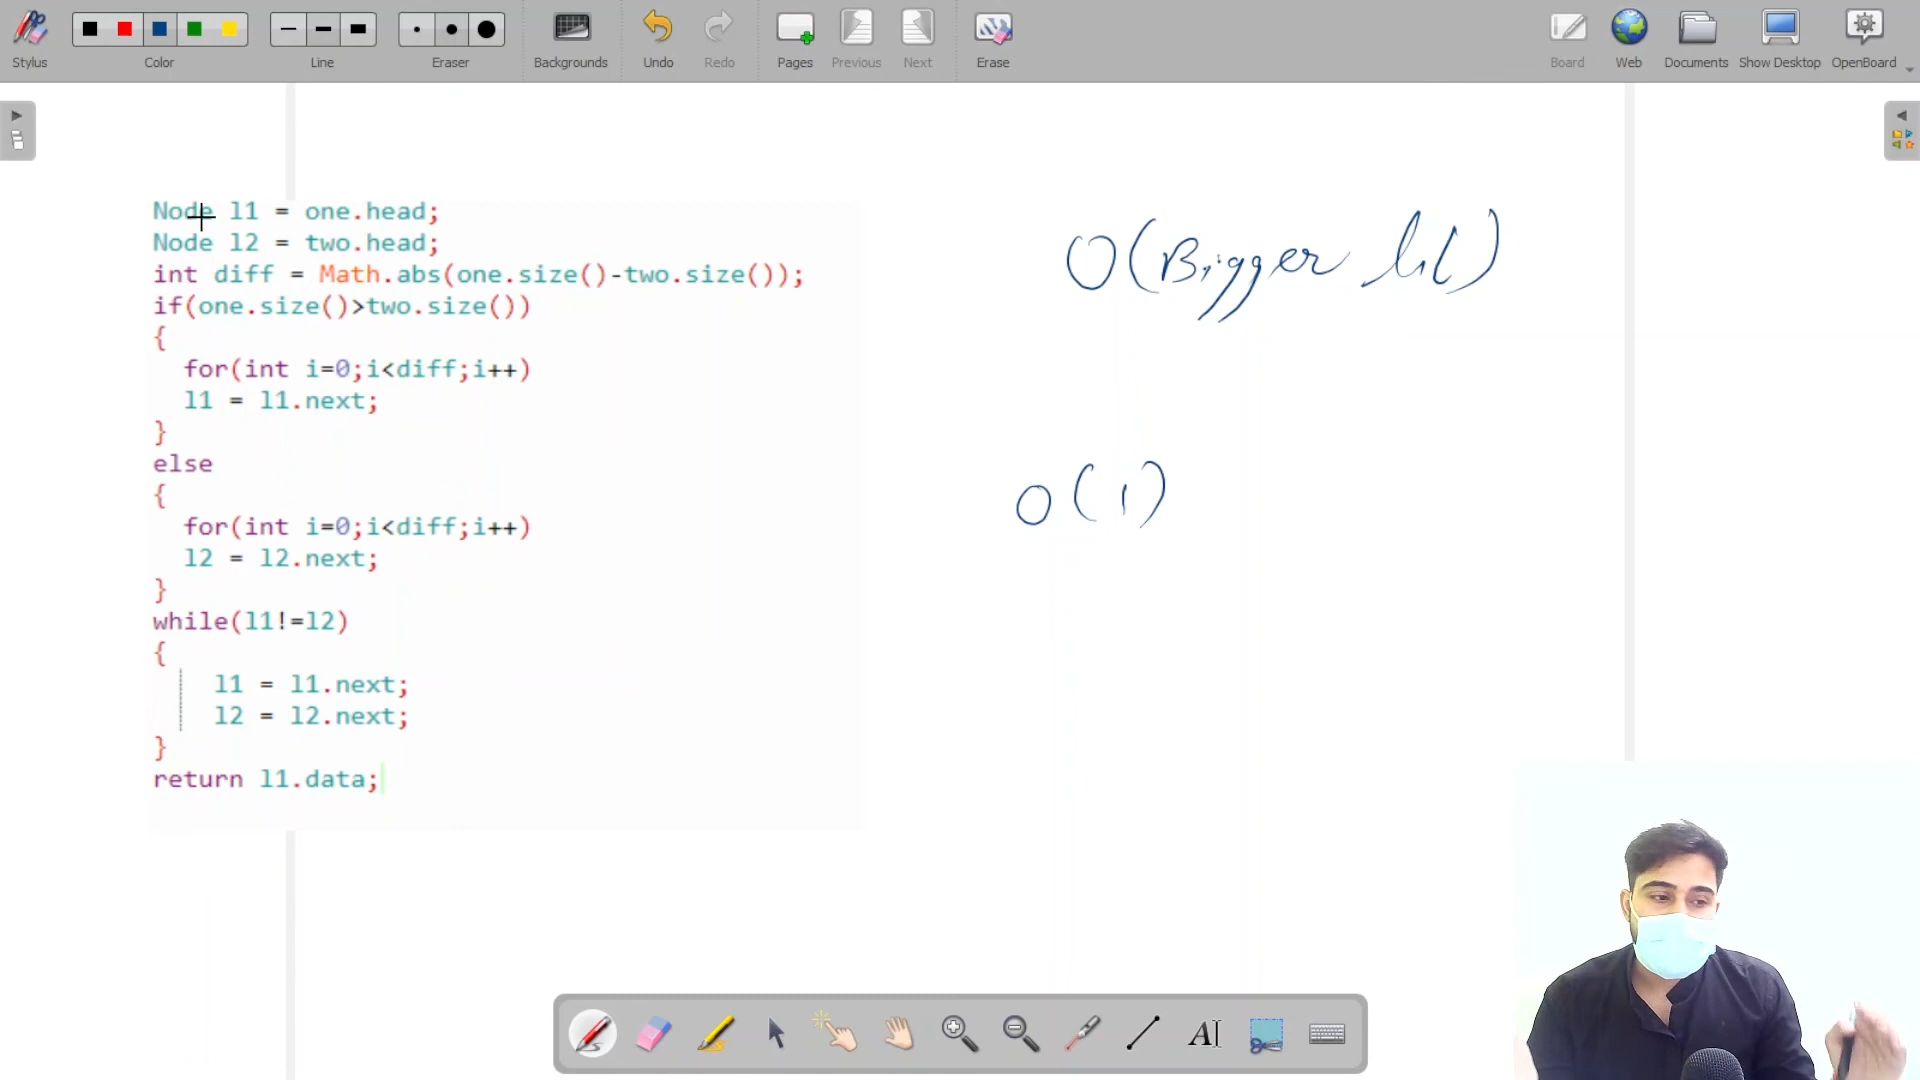 Stylus Color Line Eraser Backgrounds Undo Redo Pages Previous Next Erase Board Web Documents Show Desktop OpenBoard
Node l1 = one.head;
Node l2 = two.head;
int diff = Math.abs(one.size()-two.size());
if(one.size()>two.size())
{
for(int i=0;i<diff;i++)
l1 = l1.next;
}
else
{
for(int i=0;i<diff;i++)
l2 = l2.next;
}
while(l1!=l2)
{
l1 = l1.next;
l2 = l2.next;
}
return l1.data;
O(Bigger list)
O(1)
AI